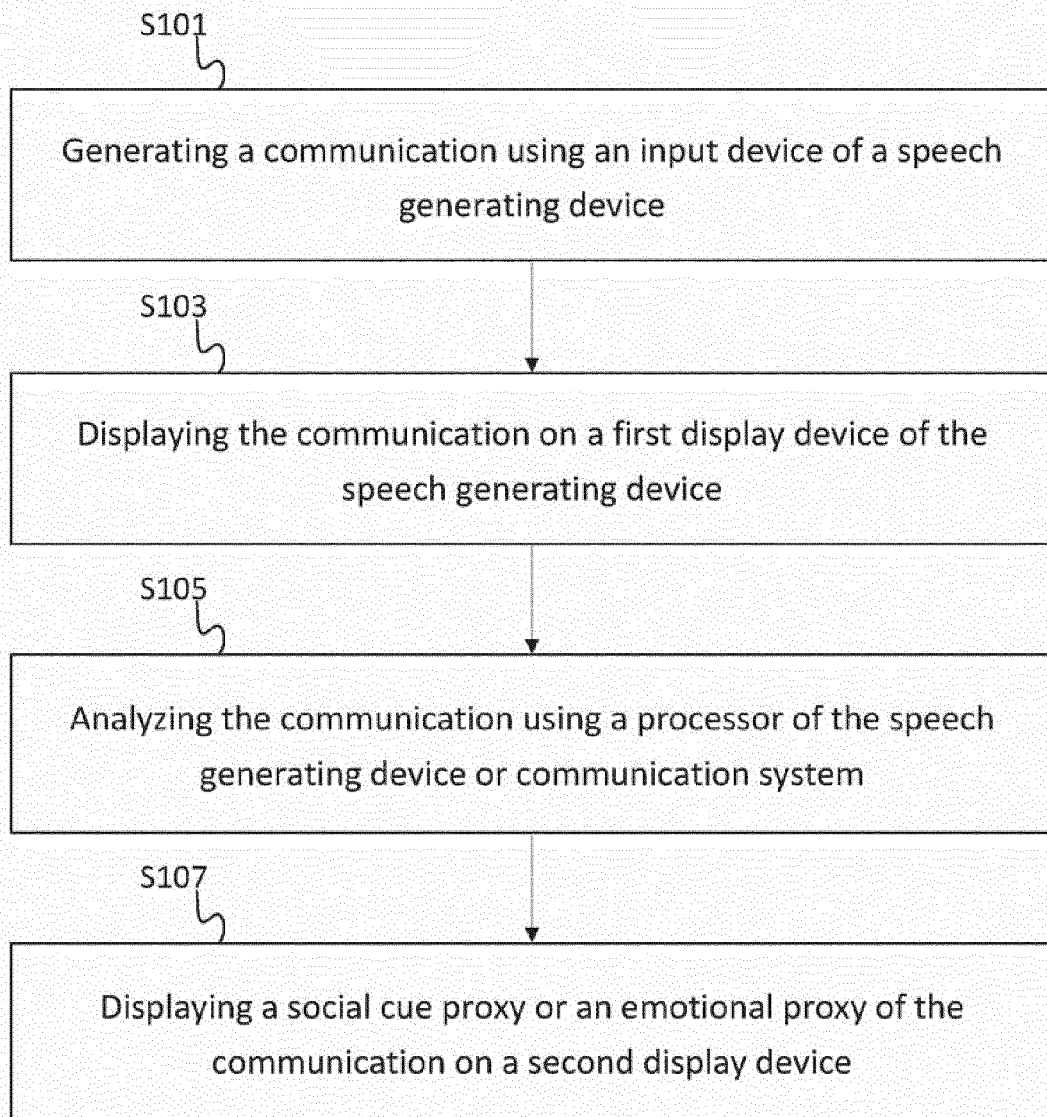 S101
Generating a communication using an input device of a speech
generating device
S103
Displaying the communication on a first display device of the
speech generating device
S105
Analyzing the communication using a processor of the speech
generating device or communication system
S107
Displaying a social cue proxy or an emotional proxy of the
communication on a second display device